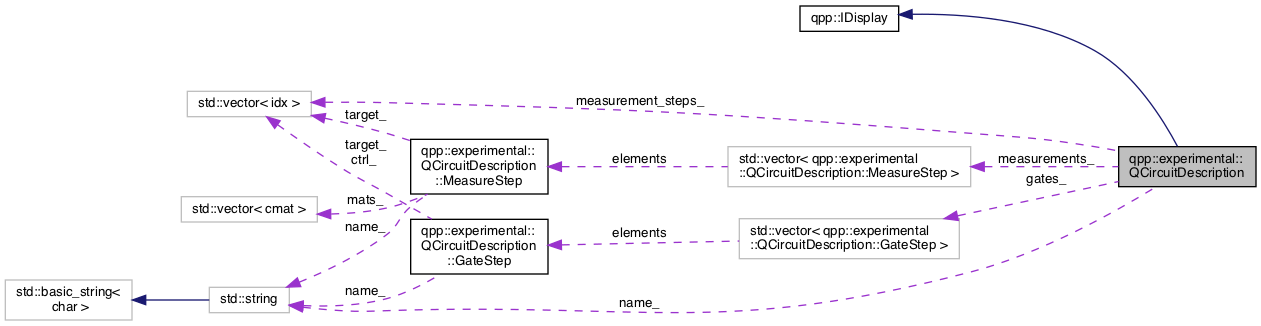 qpp::IDisplay
std::vector< idx >
measurement_steps_
target_
target_
ctrl_
qpp::experimental::
QCircuitDescription
::MeasureStep
elements
std::vector< qpp::experimental
::QCircuitDescription::MeasureStep >
measurements_
qpp::experimental::
QCircuitDescription
gates_
std::vector< cmat >
mats_
name_
qpp::experimental::
QCircuitDescription
::GateStep
elements
std::vector< qpp::experimental
::QCircuitDescription::GateStep >
std::basic_string<
char >
std::string
name_
name_